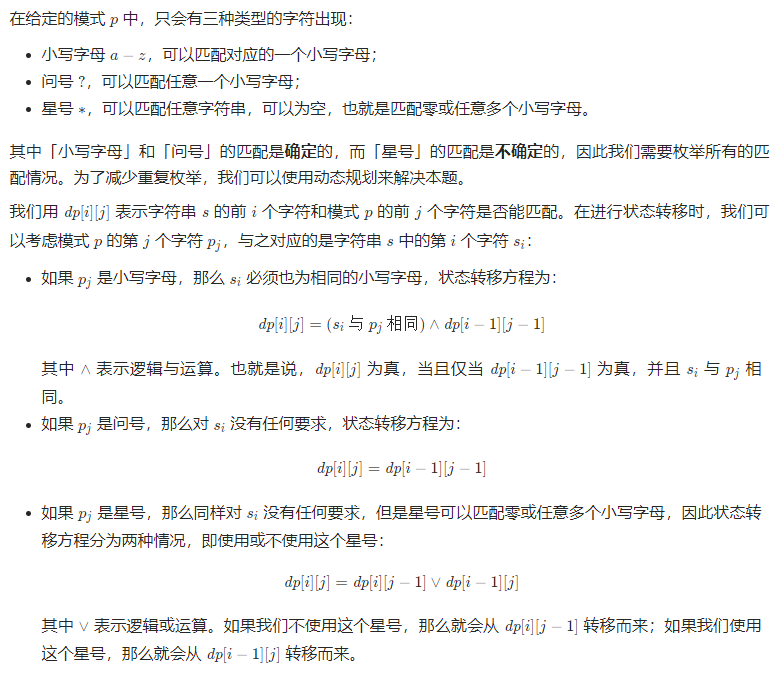 在给定的模式 p 中，只会有三种类型的字符出现：
• 小写字母 a − z，可以匹配对应的一个小写字母；
• 问号 ?，可以匹配任意一个小写字母；
• 星号 ∗，可以匹配任意字符串，可以为空，也就是匹配零或任意多个小写字母。
其中「小写字母」和「问号」的匹配是确定的，而「星号」的匹配是不确定的，因此我们需要枚举所有的匹
配情况。为了减少重复枚举，我们可以使用动态规划来解决本题。
我们用 dp[i][j] 表示字符串 s 的前 i 个字符和模式 p 的前 j 个字符是否能匹配。在进行状态转移时，我们可
以考虑模式 p 的第 j 个字符 p_j，与之对应的是字符串 s 中的第 i 个字符 s_i：
• 如果 p_j 是小写字母，那么 s_i 必须也为相同的小写字母，状态转移方程为：
dp[i][j] = (s_i 与 p_j 相同) ∧ dp[i − 1][j − 1]
其中 ∧ 表示逻辑与运算。也就是说，dp[i][j] 为真，当且仅当 dp[i − 1][j − 1] 为真，并且 s_i 与 p_j 相
同。
• 如果 p_j 是问号，那么对 s_i 没有任何要求，状态转移方程为：
dp[i][j] = dp[i − 1][j − 1]
• 如果 p_j 是星号，那么同样对 s_i 没有任何要求，但是星号可以匹配零或任意多个小写字母，因此状态转
移方程分为两种情况，即使用或不使用这个星号：
dp[i][j] = dp[i][j − 1] ∨ dp[i − 1][j]
其中 ∨ 表示逻辑或运算。如果我们不使用这个星号，那么就会从 dp[i][j − 1] 转移而来；如果我们使用
这个星号，那么就会从 dp[i − 1][j] 转移而来。